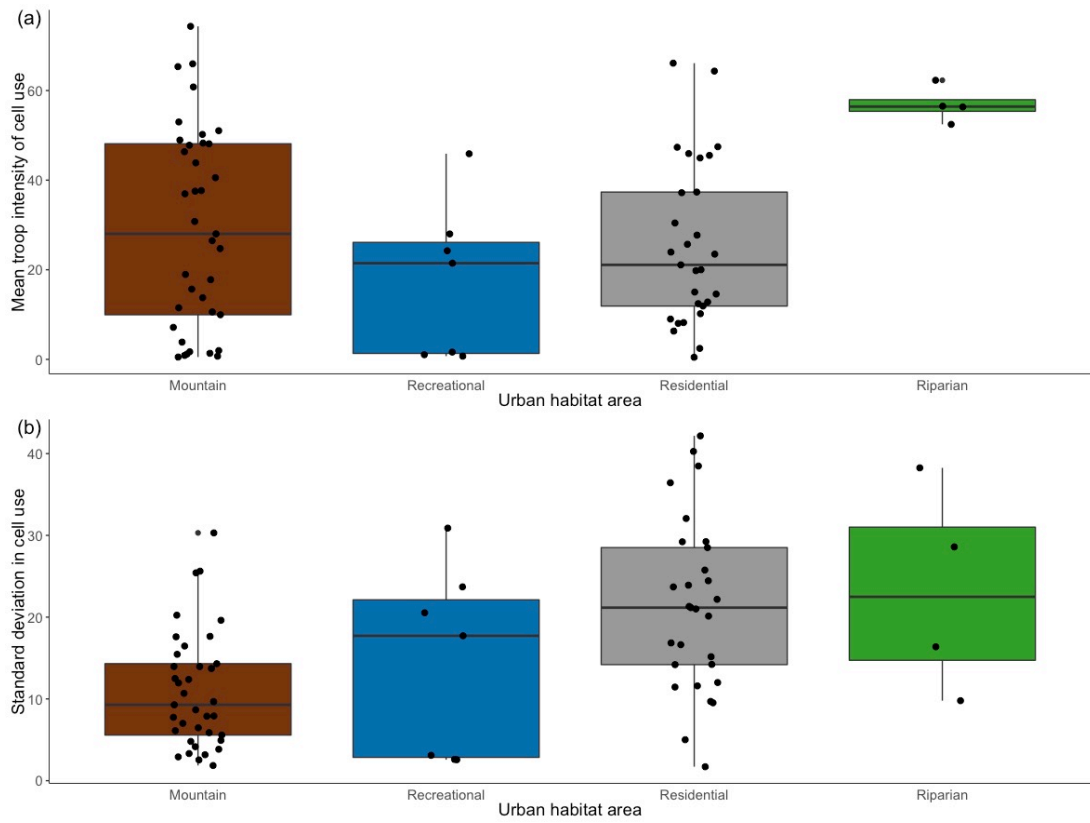 (a)
Mean troop intensity of cell use
60
40
20
0
Mountain Recreational Residential Riparian
Urban habitat area
(b)
Standard deviation in cell use
40
30
20
10
0
Mountain Recreational Residential Riparian
Urban habitat area